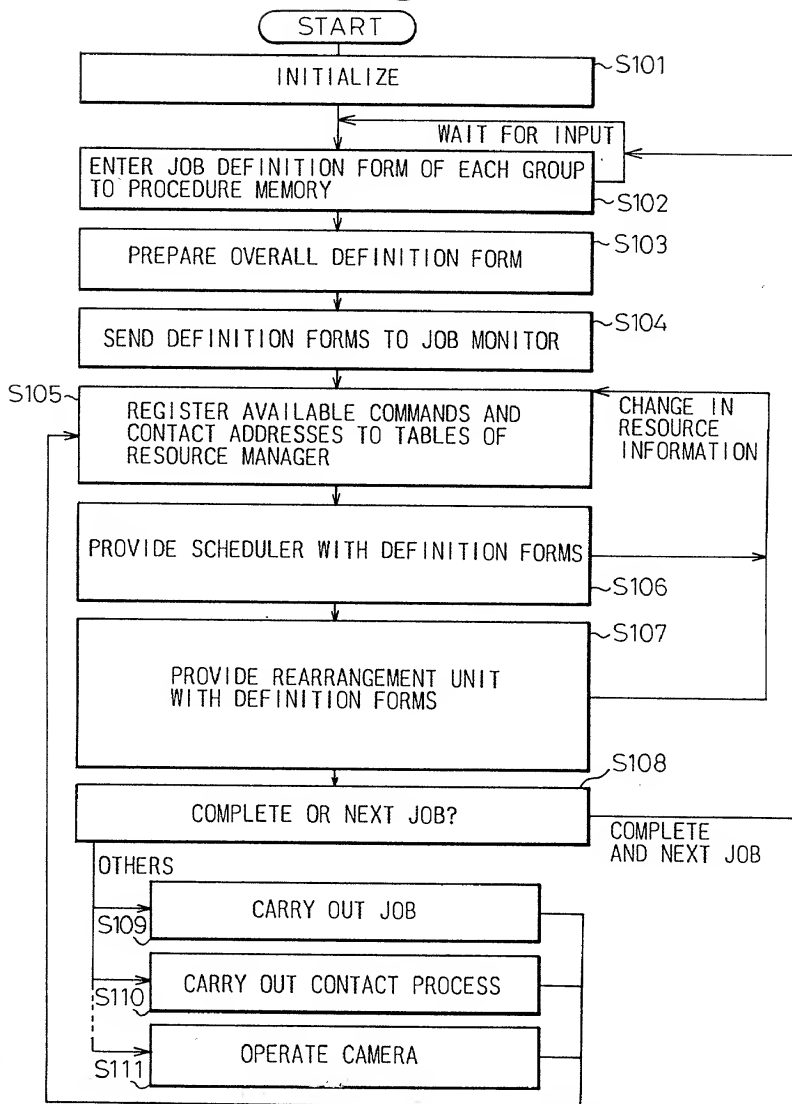 START
INITIALIZE
S101
WAIT FOR INPUT
ENTER JOB DEFINITION FORM OF EACH GROUP
TO PROCEDURE MEMORY
S102
PREPARE OVERALL DEFINITION FORM
S103
SEND DEFINITION FORMS TO JOB MONITOR
S104
S105
REGISTER AVAILABLE COMMANDS AND
CONTACT ADDRESSES TO TABLES OF
RESOURCE MANAGER
CHANGE IN
RESOURCE
INFORMATION
PROVIDE SCHEDULER WITH DEFINITION FORMS
S106
S107
PROVIDE REARRANGEMENT UNIT
WITH DEFINITION FORMS
S108
COMPLETE OR NEXT JOB?
COMPLETE
AND NEXT JOB
OTHERS
CARRY OUT JOB
S109
CARRY OUT CONTACT PROCESS
S110
OPERATE CAMERA
S111